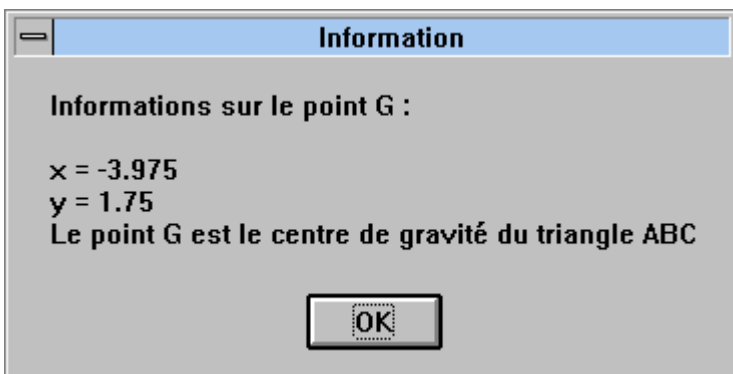 Information
Informations sur le point G :
x = -3.975
y = 1.75
Le point G est le centre de gravité du triangle ABC
OK